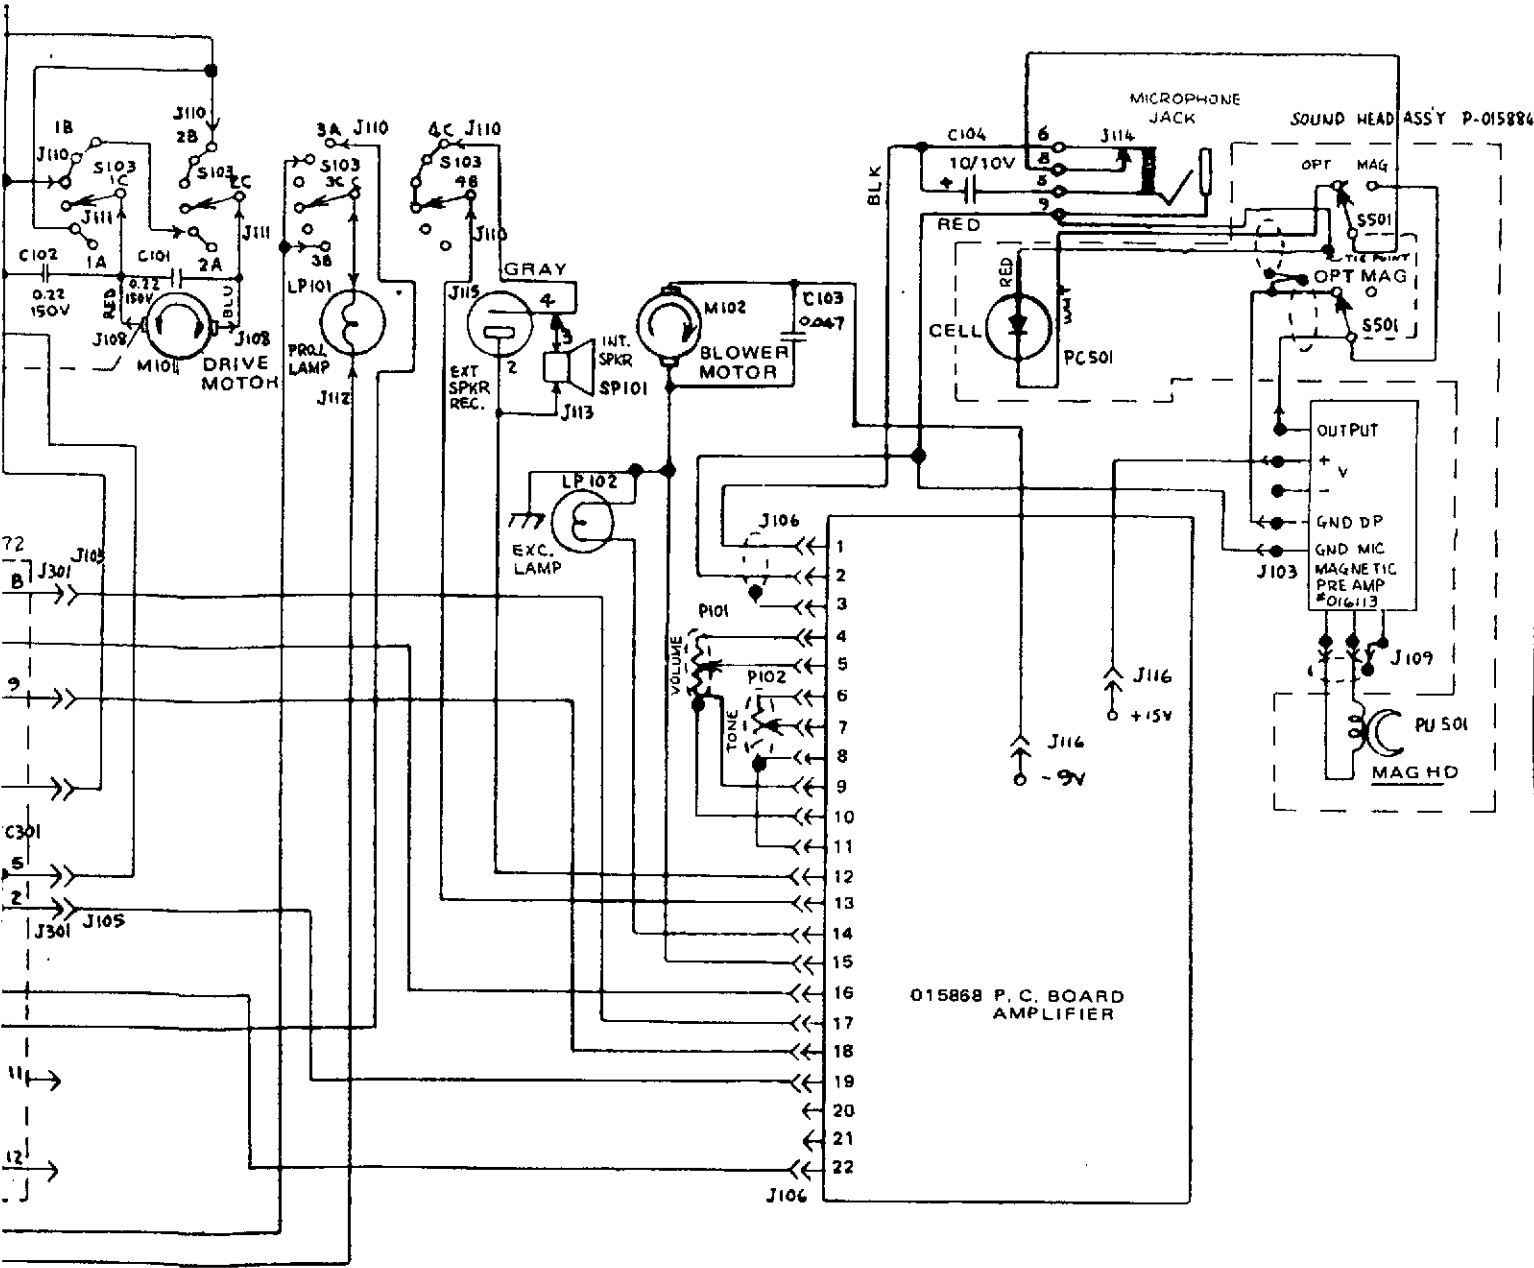 MICROPHONE
JACK
SOUND HEAD ASS'Y P-015884
J110
2B
1B
J110
S103
1C
S103
2C
J111
J111
1A
2A
C102
0.22
150V
C101
0.22
150V
RED
BLU
J108
J108
M101
DRIVE
MOTOR
3A
J110
S103
3C
C
3B
LP101
PROJ.
LAMP
J112
4C
J110
S103
4B
J110
GRAY
J115
4
3
2
INT.
SPKR
SP101
EXT
SPKR
REC.
J113
M102
BLOWER
MOTOR
C103
0.047
BLK
C104
10/10V
+
RED
6
8
5
9
J114
OPT
MAG
S501
TIE POINT
OPT MAG
S501
RED
WHT
CELL
PC501
LP102
EXC.
LAMP
OUTPUT
+
V
-
GND DP
GND MIC
J103
MAGNETIC
PRE AMP
#016113
J109
PU 501
MAG HD
72
B
J301
J105
9
C301
5
2
J301
J105
11
12
J106
P101
VOLUME
P102
TONE
1
2
3
4
5
6
7
8
9
10
11
12
13
14
15
16
17
18
19
20
21
22
J106
J116
+15V
J116
-9V
015868 P. C. BOARD
AMPLIFIER